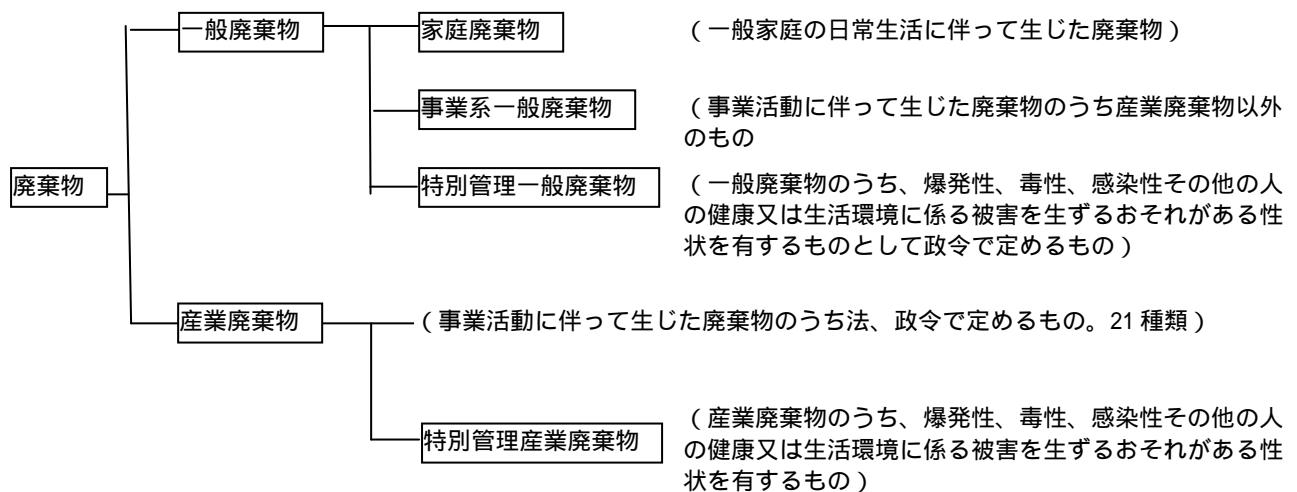 一般廃棄物
家庭廃棄物
（一般家庭の日常生活に伴って生じた廃棄物）
事業系一般廃棄物
（事業活動に伴って生じた廃棄物のうち産業廃棄物以外
のもの
廃棄物
特別管理一般廃棄物
（一般廃棄物のうち、爆発性、毒性、感染性その他の人
の健康又は生活環境に係る被害を生ずるおそれがある性
状を有するものとして政令で定めるもの）
産業廃棄物
（事業活動に伴って生じた廃棄物のうち法、政令で定めるもの。21 種類）
特別管理産業廃棄物
（産業廃棄物のうち、爆発性、毒性、感染性その他の人
の健康又は生活環境に係る被害を生ずるおそれがある性
状を有するもの）